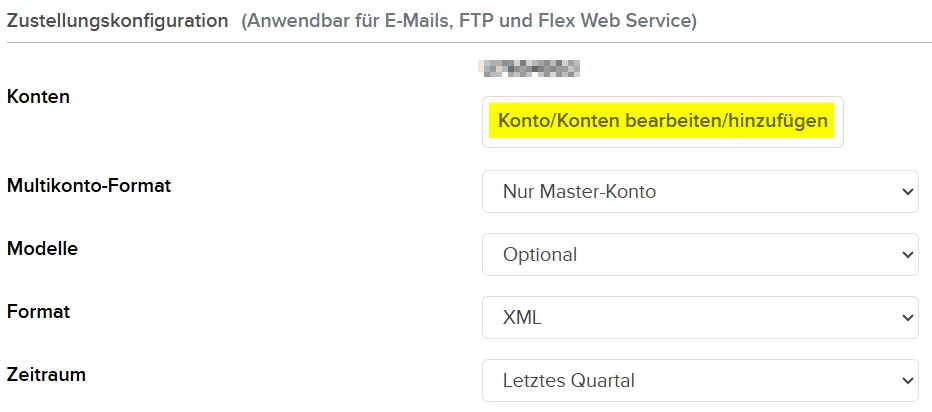 Zustellungskonfiguration (Anwendbar für E-Mails, FTP und Flex Web Service)
Konten
Konto/Konten bearbeiten/hinzufügen
Multikonto-Format Nur Master-Konto
Modelle Optional
Format XML
Zeitraum Letztes Quartal